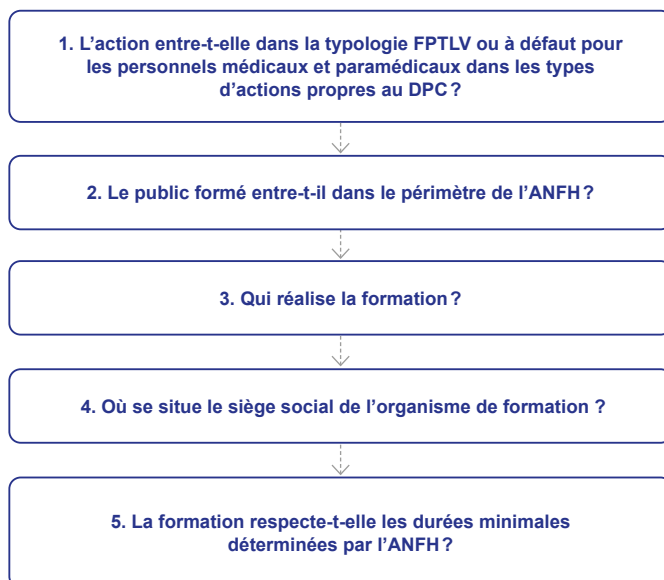 1. L’action entre-t-elle dans la typologie FPTLV ou à défaut pour
les personnels médicaux et paramédicaux dans les types
d’actions propres au DPC ?
2. Le public formé entre-t-il dans le périmètre de l’ANFH ?
3. Qui réalise la formation ?
4. Où se situe le siège social de l’organisme de formation ?
5. La formation respecte-t-elle les durées minimales
déterminées par l’ANFH ?